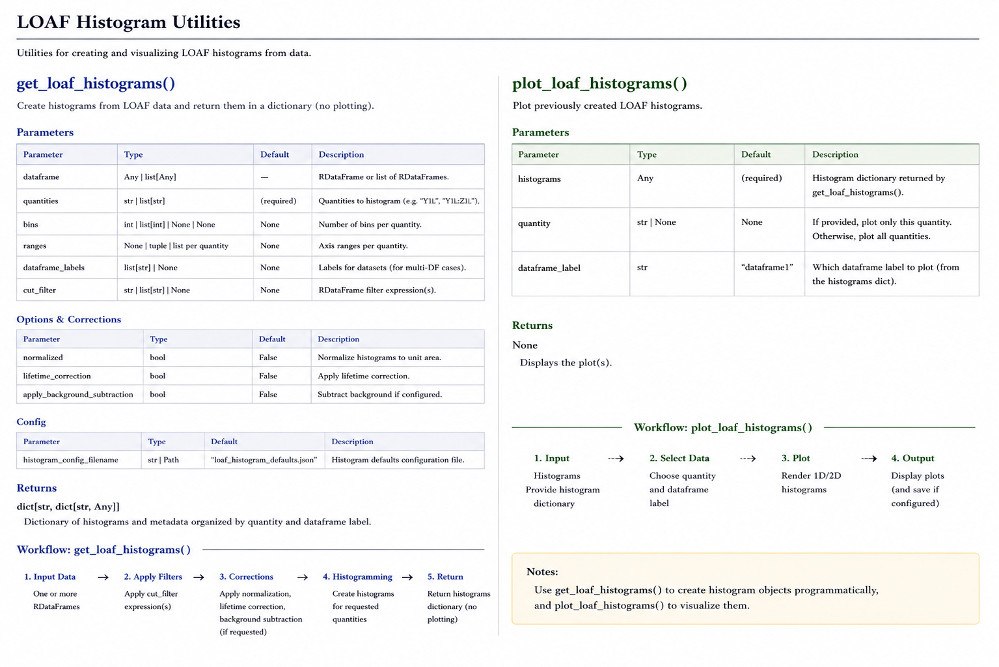 LOAF Histogram Utilities
Utilities for creating and visualizing LOAF histograms from data.
get_loaf_histograms()
Create histograms from LOAF data and return them in a dictionary (no plotting).
Parameters
Parameter Type Default Description
dataframe Any | list[Any] — RDataFrame or list of RDataFrames.
quantities str | list[str] (required) Quantities to histogram (e.g. “Y1L”, “Y1L:Z1L”),
bins int | list[int] | None | None None Number of bins per quantity.
ranges None | tuple | list per quantity None Axis ranges per quantity.
dataframe_labels list[str] | None None Labels for datasets (for multi-DF cases).
cut_filter str | list[str] | None None RDataFrame filter expression(s).
Options & Corrections
Parameter Type Default Description
normalized bool False Normalize histograms to unit area.
lifetime_correction bool False Apply lifetime correction.
apply_background_subtraction bool False Subtract background if configured.
Config
Parameter Type Default Description
histogram_config_filename str | Path “loaf_histogram_defaults.json” Histogram defaults configuration file.
Returns
dict[str, dict[str, Any]]
Dictionary of histograms and metadata organized by quantity and dataframe label.
Workflow: get_loaf_histograms()
1. Input Data → 2. Apply Filters → 3. Corrections → 4. Histogramming → 5. Return
One or more Apply cut_filter Apply normalization, Create histograms Return histograms
RDataFrames expression(s) lifetime correction, for requested dictionary (no
background subtraction quantities plotting)
(if requested)
plot_loaf_histograms()
Plot previously created LOAF histograms.
Parameters
Parameter Type Default Description
histograms Any (required) Histogram dictionary returned by
get_loaf_histograms().
quantity str | None None If provided, plot only this quantity.
Otherwise, plot all quantities.
dataframe_label str “dataframe1” Which dataframe label to plot (from
the histograms dict).
Returns
None
Displays the plot(s).
Workflow: plot_loaf_histograms()
1. Input → 2. Select Data → 3. Plot → 4. Output
Histograms Choose quantity Render 1D/2D Display plots
Provide histogram and dataframe histograms (and save if
dictionary label configured)
Notes:
Use get_loaf_histograms() to create histogram objects programmatically,
and plot_loaf_histograms() to visualize them.